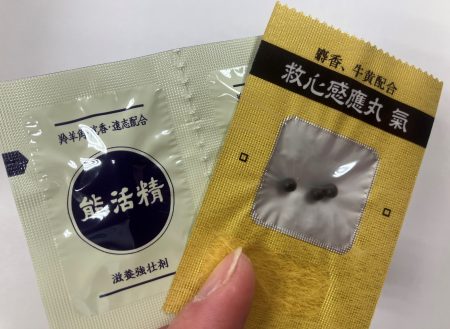 羚羊角、沈香・遠志配合
能活精
滋養強壮剤
麝香、牛黄配合
救心感應丸 氣